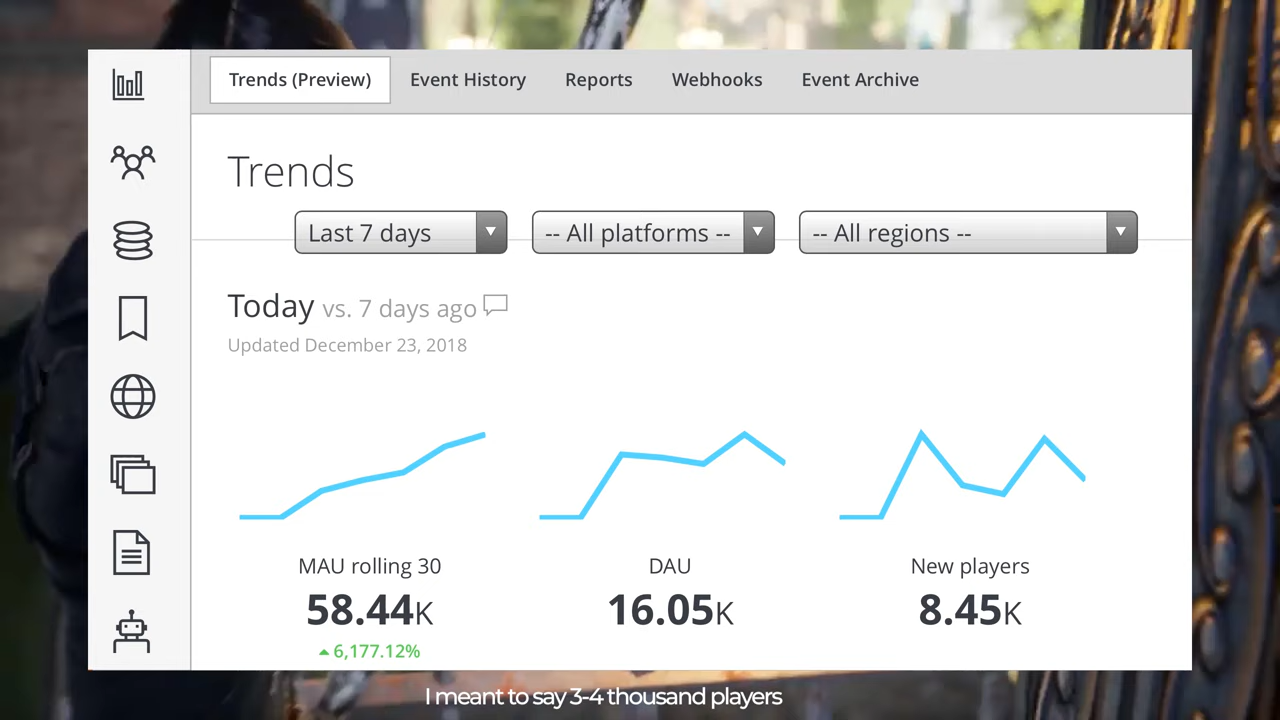 Trends (Preview) Event History Reports Webhooks Event Archive
Trends
Last 7 days -- All platforms -- -- All regions --
Today vs. 7 days ago
Updated December 23, 2018
MAU rolling 30 DAU New players
58.44K 16.05K 8.45K
6,177.12%
I meant to say 3-4 thousand players